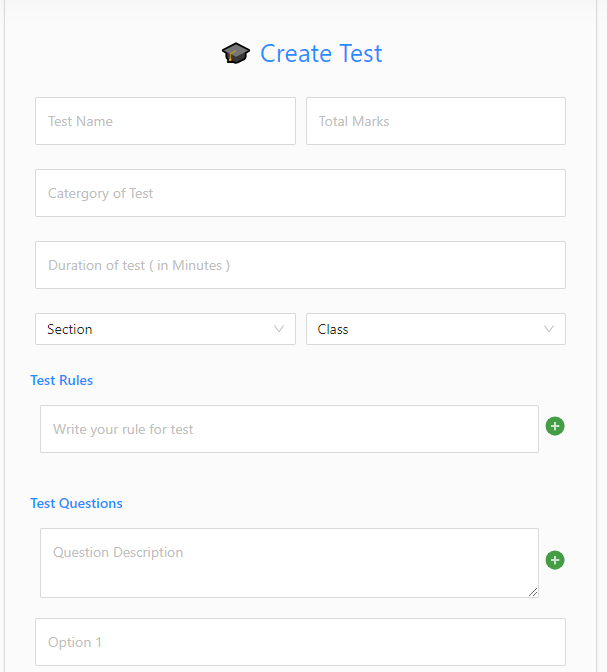 Create Test
Test Name
Total Marks
Catergory of Test
Duration of test ( in Minutes )
Section
Class
Test Rules
Write your rule for test
Test Questions
Question Description
Option 1